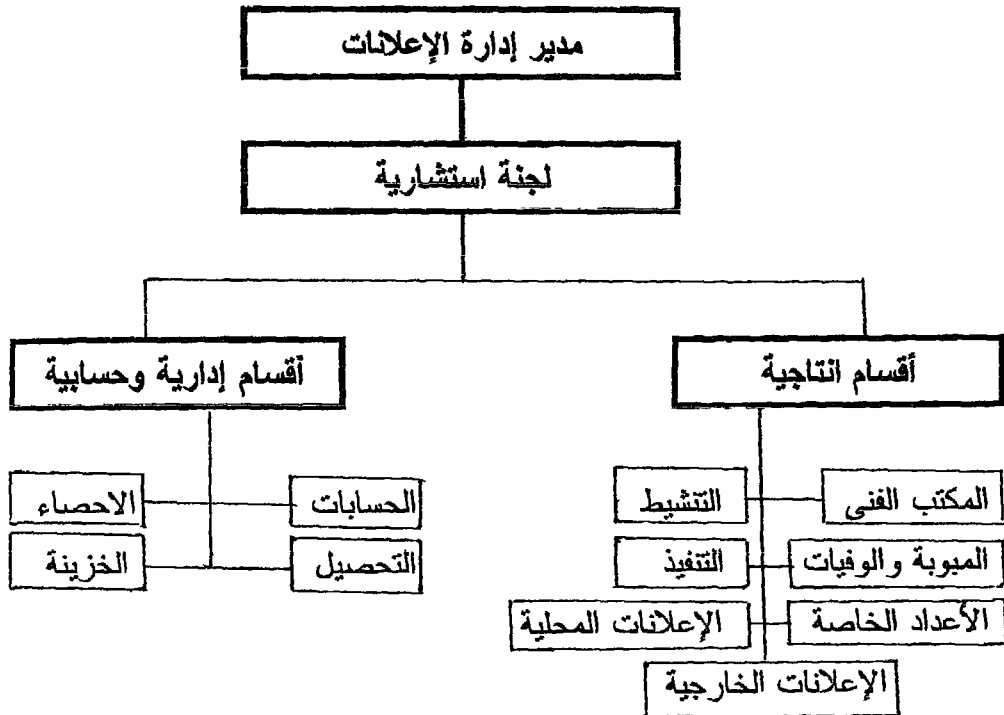 مدير إدارة الإعلانات
لجنة استشارية
أقسام انتاجية
أقسام إدارية وحسابية
المكتب الفنى
التنشيط
الحسابات
الاحصاء
المبوبة والوفيات
التنفيذ
التحصيل
الخزينة
الأعداد الخاصة
الإعلانات المحلية
الإعلانات الخارجية